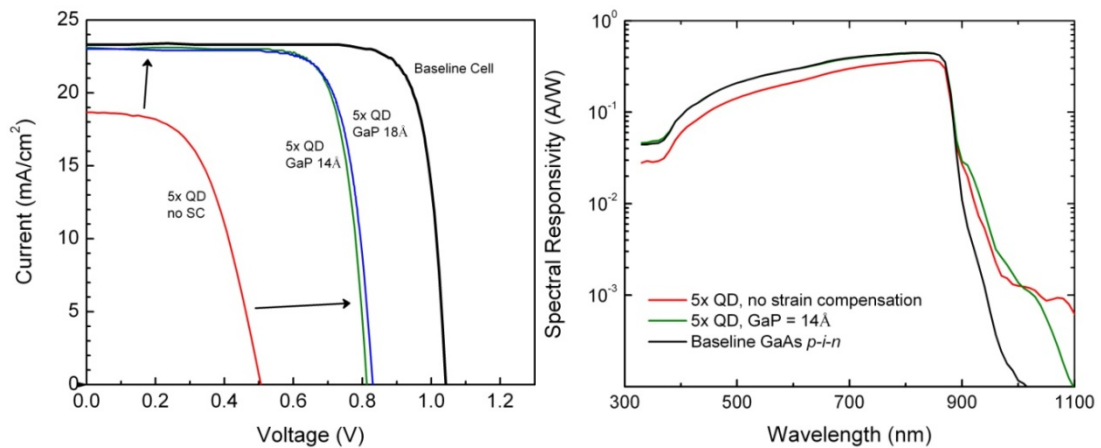 25
20
15
10
5
0
Current (mA/cm²)
Baseline Cell
5x QD
GaP 18Å
5x QD
GaP 14Å
5x QD
no SC
0.0 0.2 0.4 0.6 0.8 1.0 1.2
Voltage (V)
10⁰
10⁻¹
10⁻²
10⁻³
Spectral Responsivity (A/W)
5x QD, no strain compensation
5x QD, GaP = 14Å
Baseline GaAs p-i-n
300 500 700 900 1100
Wavelength (nm)